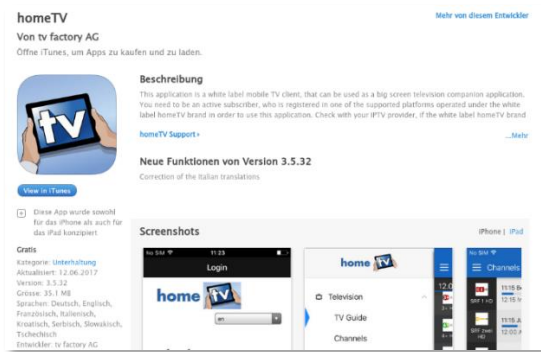 homeTV
Mehr von diesem Entwickler
Von tv factory AG
Öffne iTunes, um Apps zu kaufen und zu laden.
tv
View in iTunes
+ Diese App wurde sowohl
für das iPhone als auch für
das iPad konzipiert
Gratis
Kategorie: Unterhaltung
Aktualisiert: 12.06.2017
Version: 3.5.32
Grösse: 35.1 MB
Sprachen: Deutsch, Englisch,
Französisch, Italienisch,
Kroatisch, Serbisch, Slowakisch,
Tschechisch
Entwickler: tv factory AG
Beschreibung
This application is a white label mobile TV client, that can be used as a big screen television companion application.
You need to be an active subscriber, who is registered in one of the supported platforms operated under the white
label homeTV brand in order to use this application. Check with your IPTV provider, if the white label homeTV brand
homeTV Support ›
...Mehr
Neue Funktionen von Version 3.5.32
Correction of the Italian translations
Screenshots
iPhone | iPad
No SIM 11:23
Login
home tv
en
home tv
Television
TV Guide
Channels
12.0
No SIM
Channels
SRF 1 HD
11:15
12:15
SRF zwei
HD
11:15
12:00